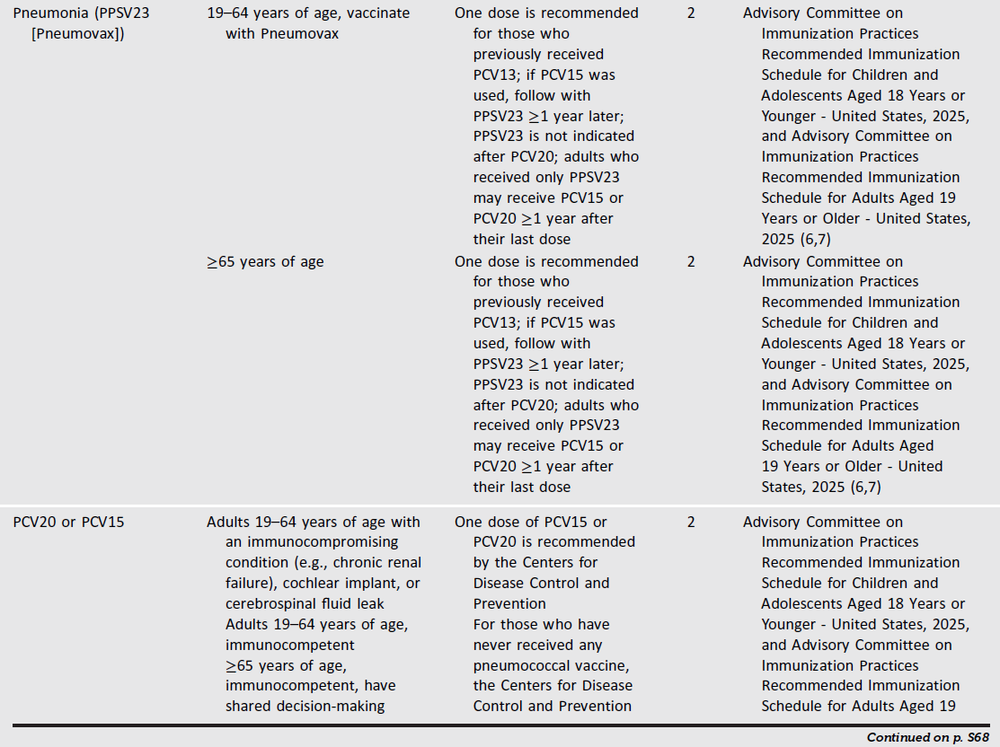 Pneumonia (PPSV23
[Pneumovax])
19–64 years of age, vaccinate
with Pneumovax
One dose is recommended
for those who
previously received
PCV13; if PCV15 was
used, follow with
PPSV23 ≥1 year later;
PPSV23 is not indicated
after PCV20; adults who
received only PPSV23
may receive PCV15 or
PCV20 ≥1 year after
their last dose
2
Advisory Committee on
Immunization Practices
Recommended Immunization
Schedule for Children and
Adolescents Aged 18 Years or
Younger - United States, 2025,
and Advisory Committee on
Immunization Practices
Recommended Immunization
Schedule for Adults Aged 19
Years or Older - United States,
2025 (6,7)
≥65 years of age
One dose is recommended
for those who
previously received
PCV13; if PCV15 was
used, follow with
PPSV23 ≥1 year later;
PPSV23 is not indicated
after PCV20; adults who
received only PPSV23
may receive PCV15 or
PCV20 ≥1 year after
their last dose
2
Advisory Committee on
Immunization Practices
Recommended Immunization
Schedule for Children and
Adolescents Aged 18 Years or
Younger - United States, 2025,
and Advisory Committee on
Immunization Practices
Recommended Immunization
Schedule for Adults Aged
19 Years or Older - United
States, 2025 (6,7)
PCV20 or PCV15
Adults 19–64 years of age with
an immunocompromising
condition (e.g., chronic renal
failure), cochlear implant, or
cerebrospinal fluid leak
Adults 19–64 years of age,
immunocompetent
≥65 years of age,
immunocompetent, have
shared decision-making
One dose of PCV15 or
PCV20 is recommended
by the Centers for
Disease Control and
Prevention
For those who have
never received any
pneumococcal vaccine,
the Centers for Disease
Control and Prevention
2
Advisory Committee on
Immunization Practices
Recommended Immunization
Schedule for Children and
Adolescents Aged 18 Years or
Younger - United States, 2025,
and Advisory Committee on
Immunization Practices
Recommended Immunization
Schedule for Adults Aged 19
Continued on p. S68